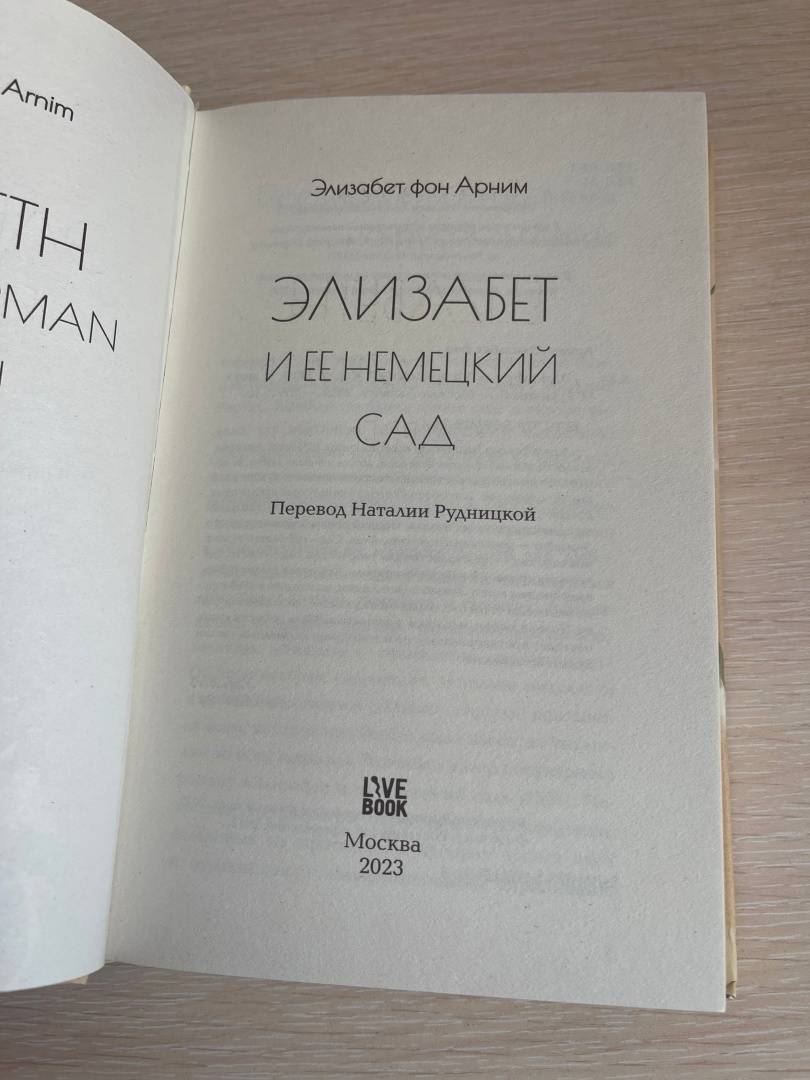 Arnim
TH
MAN
Элизабет фон Арним
ЭЛИЗАБЕТ
И ЕЕ НЕМЕЦКИЙ
САД
Перевод Наталии Рудницкой
LIVE
BOOK
Москва
2023